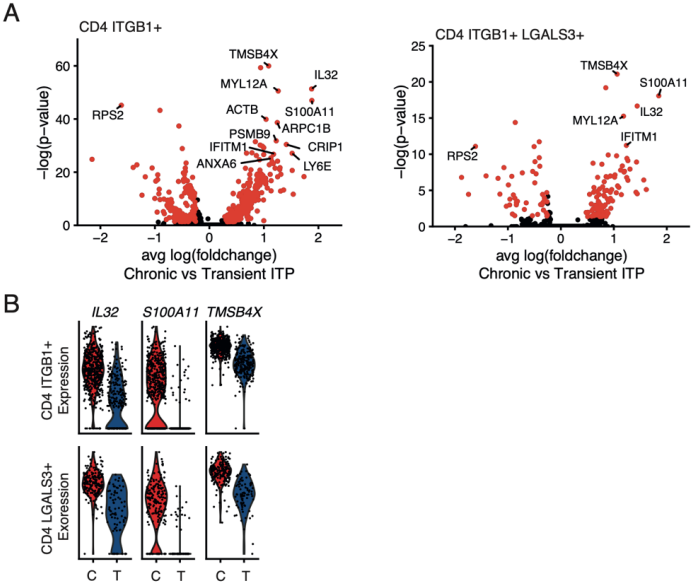 A
CD4 ITGB1+
CD4 ITGB1+ LGALS3+
-log(p-value)
60
40
20
0
-2
-1
0
1
2
TMSB4X
MYL12A
IL32
RPS2
ACTB
S100A11
ARPC1B
PSMB9
IFITM1
CRIP1
ANXA6
LY6E
avg log(foldchange)
Chronic vs Transient ITP
-log(p-value)
25
20
15
10
5
0
-2
-1
0
1
2
TMSB4X
S100A11
IL32
MYL12A
IFITM1
RPS2
avg log(foldchange)
Chronic vs Transient ITP
B
IL32 S100A11 TMSB4X
CD4 ITGB1+
Expression
CD4 LGALS3+
Exoression
C T C T C T